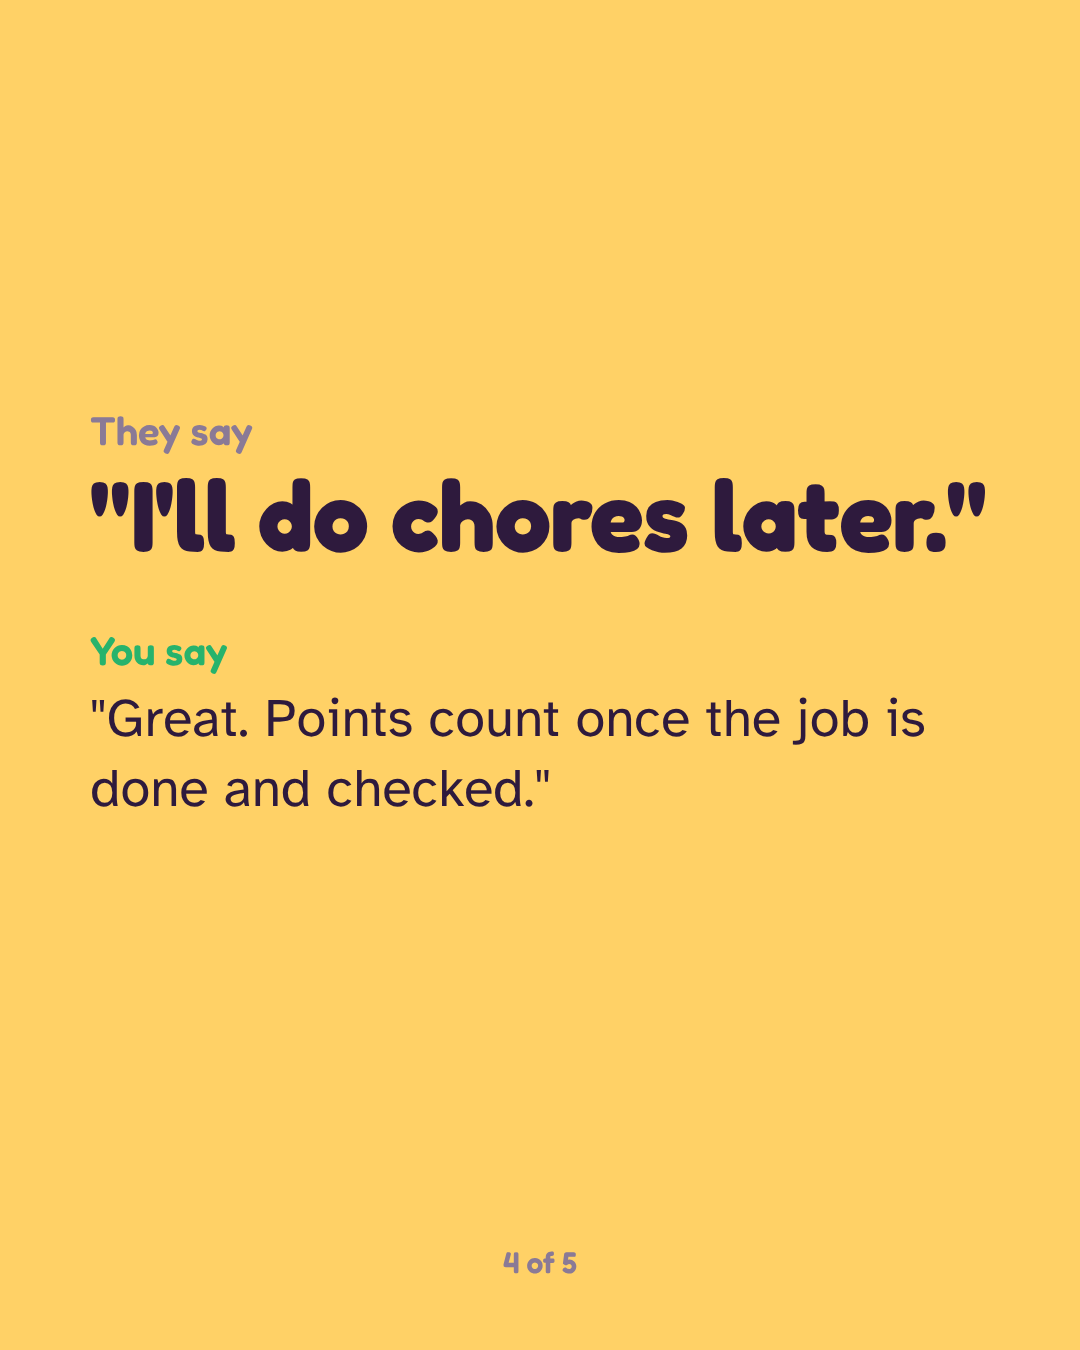 They say
"I'll do chores later."
You say
"Great. Points count once the job is
done and checked."
4 of 5